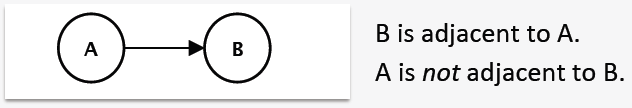 A
B
B is adjacent to A.
A is not adjacent to B.